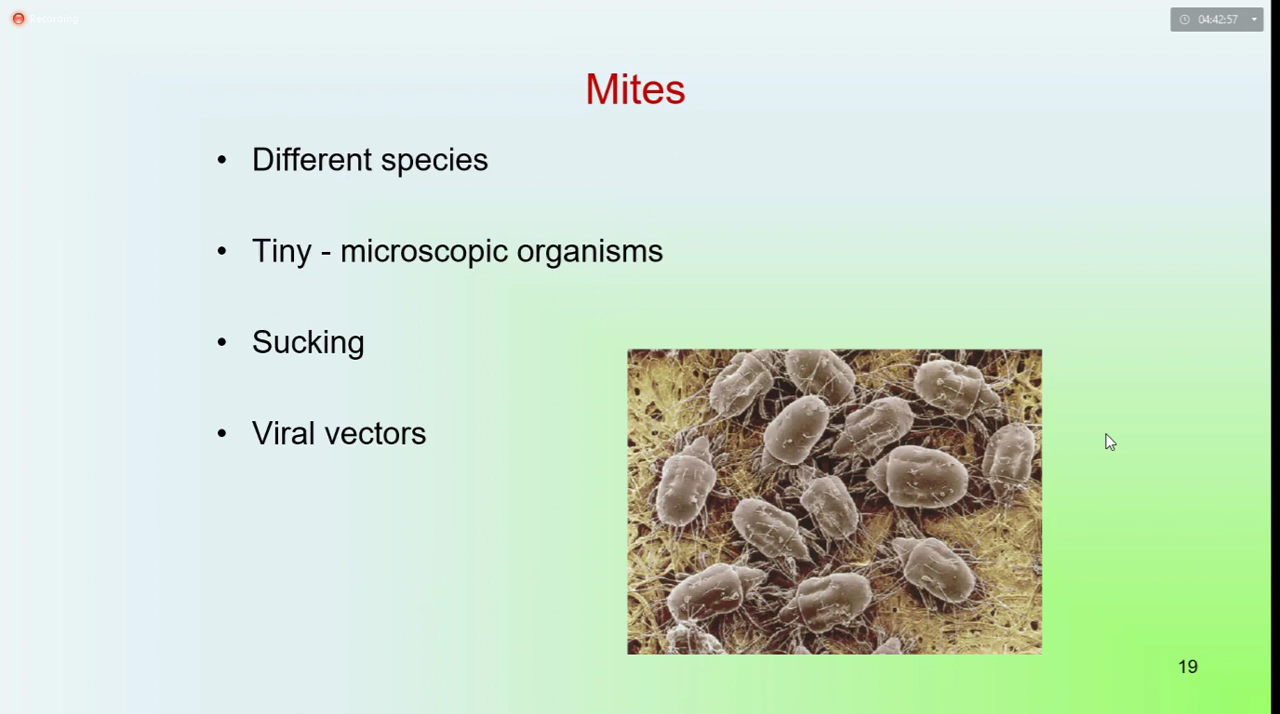 Recording
04:42:57
Mites
• Different species
• Tiny - microscopic organisms
• Sucking
• Viral vectors
19